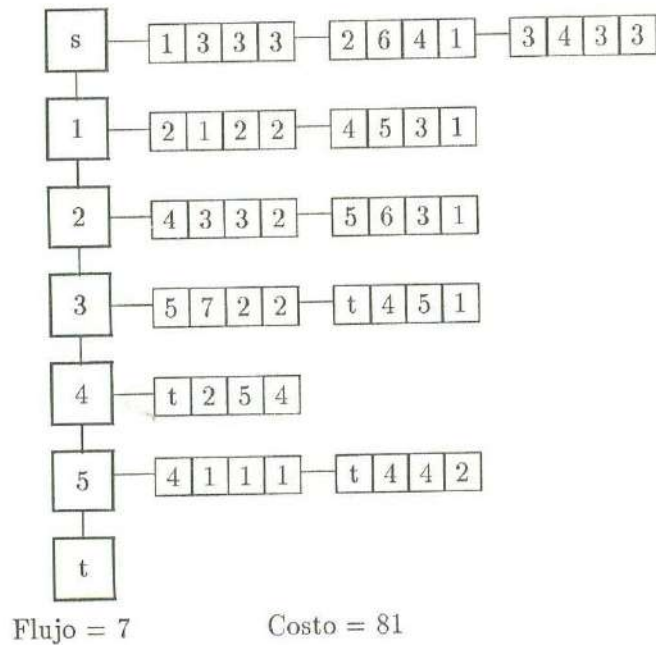 s 1 3 3 3 2 6 4 1 3 4 3 3
1 2 1 2 2 4 5 3 1
2 4 3 3 2 5 6 3 1
3 5 7 2 2 t 4 5 1
4 t 2 5 4
5 4 1 1 1 t 4 4 2
t
Flujo = 7 Costo = 81